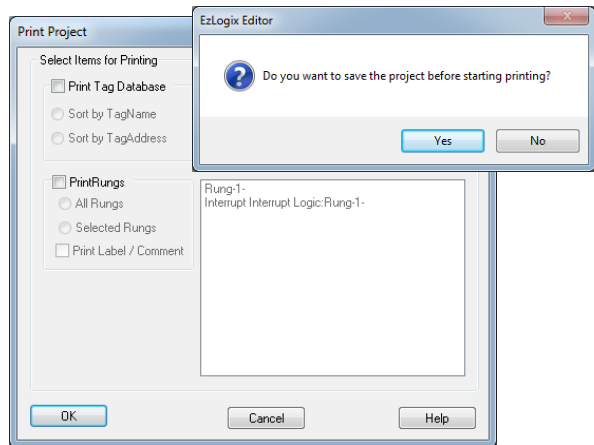 Print Project
EzLogix Editor
Do you want to save the project before starting printing?
Yes
No
Select Items for Printing
Print Tag Database
Sort by TagName
Sort by TagAddress
PrintRungs
All Rungs
Selected Rungs
Print Label / Comment
Rung-1-
Interrupt Interrupt Logic:Rung-1-
OK
Cancel
Help